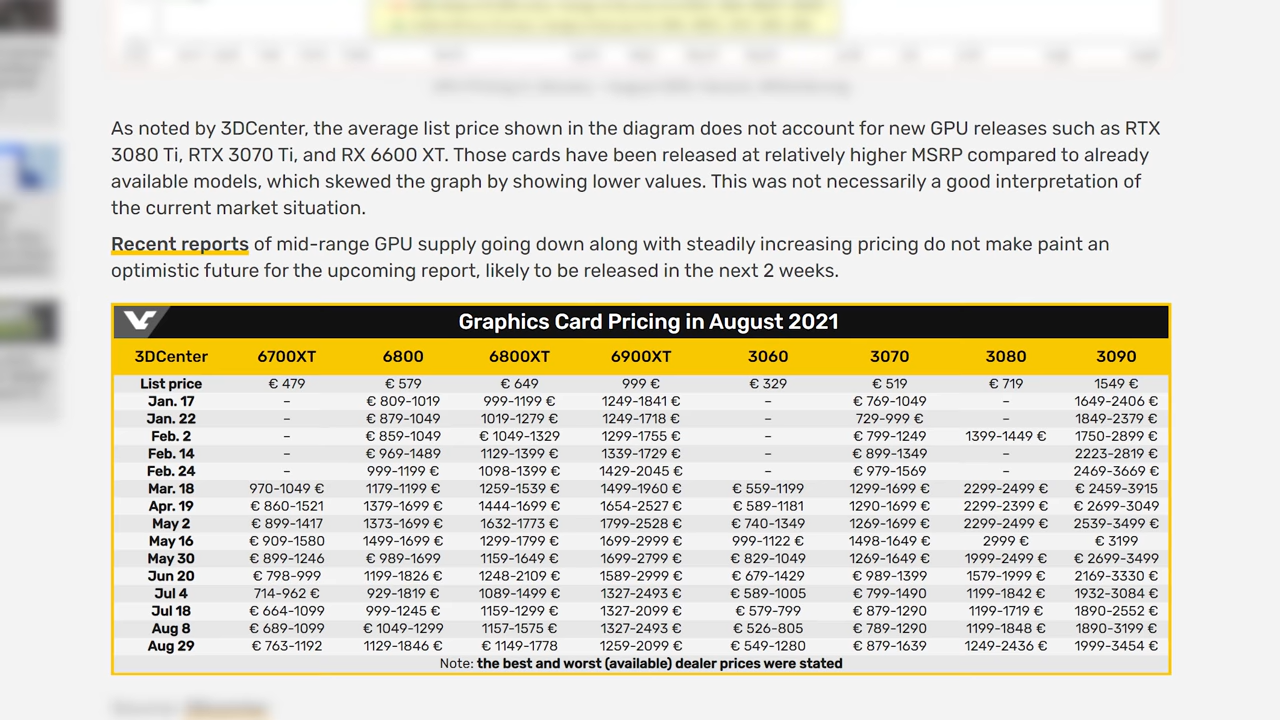 As noted by 3DCenter, the average list price shown in the diagram does not account for new GPU releases such as RTX
3080 Ti, RTX 3070 Ti, and RX 6600 XT. Those cards have been released at relatively higher MSRP compared to already
available models, which skewed the graph by showing lower values. This was not necessarily a good interpretation of
the current market situation.
Recent reports of mid-range GPU supply going down along with steadily increasing pricing do not make paint an
optimistic future for the upcoming report, likely to be released in the next 2 weeks.
Graphics Card Pricing in August 2021
3DCenter 6700XT 6800 6800XT 6900XT 3060 3070 3080 3090
List price € 479 € 579 € 649 999 € € 329 € 519 € 719 1549 €
Jan. 17 – € 809-1019 999-1199 € 1249-1841 € – € 769-1049 – 1649-2406 €
Jan. 22 – € 879-1049 1019-1279 € 1249-1718 € – 729-999 € – 1849-2379 €
Feb. 2 – € 859-1049 € 1049-1329 1299-1755 € – € 799-1249 1399-1449 € 1750-2899 €
Feb. 14 – € 969-1489 1129-1399 € 1339-1729 € – € 899-1349 – 2223-2819 €
Feb. 24 – 999-1199 € 1098-1399 € 1429-2045 € – € 979-1569 – 2469-3669 €
Mar. 18 970-1049 € 1179-1199 € 1259-1539 € 1499-1960 € € 559-1199 1299-1699 € 2299-2499 € € 2459-3915
Apr. 19 € 860-1521 1379-1699 € 1444-1699 € 1654-2527 € € 589-1181 1290-1699 € 2299-2399 € € 2699-3049
May 2 € 899-1417 1373-1699 € 1632-1773 € 1799-2528 € € 740-1349 1269-1699 € 2299-2499 € 2539-3499 €
May 16 € 909-1580 1499-1699 € 1299-1799 € 1699-2999 € 999-1122 € 1498-1649 € 2999 € € 3199
May 30 € 899-1246 € 989-1699 1159-1649 € 1699-2799 € € 829-1049 1269-1649 € 1999-2499 € € 2699-3499
Jun 20 € 798-999 1199-1826 € 1248-2109 € 1589-2999 € € 679-1429 € 989-1399 1579-1999 € 2169-3330 €
Jul 4 714-962 € 929-1819 € 1089-1499 € 1327-2493 € € 589-1005 € 799-1490 1199-1842 € 1932-3084 €
Jul 18 € 664-1099 999-1245 € 1159-1299 € 1327-2099 € € 579-799 € 879-1290 1199-1719 € 1890-2552 €
Aug 8 € 689-1099 € 1049-1299 1157-1575 € 1327-2493 € € 526-805 € 789-1290 1199-1848 € 1890-3199 €
Aug 29 € 763-1192 1129-1846 € € 1149-1778 1259-2099 € € 549-1280 € 879-1639 1249-2436 € 1999-3454 €
Note: the best and worst (available) dealer prices were stated